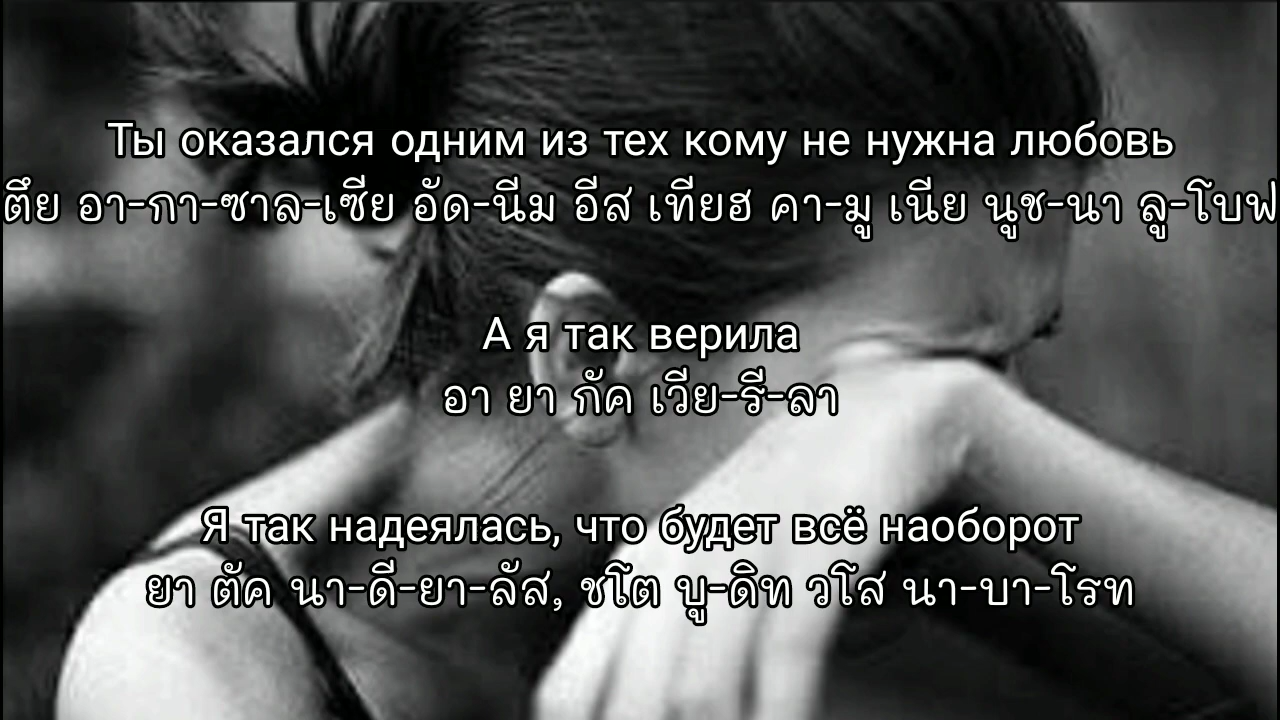 Ты оказался одним из тех кому не нужна любовь
ตึย อา-กา-ซาล-เซีย อัด-นีม อีส เทียฮ คา-มู เนีย นูช-นา ลู-โบฟ
А я так верила
อา ยา กัค เวีย-รี-ลา
Я так надеялась, что будет всё наоборот
ยา ตัค นา-ดี-ยา-ลัส, ชโต บู-ดิท วโส นา-บา-โรท